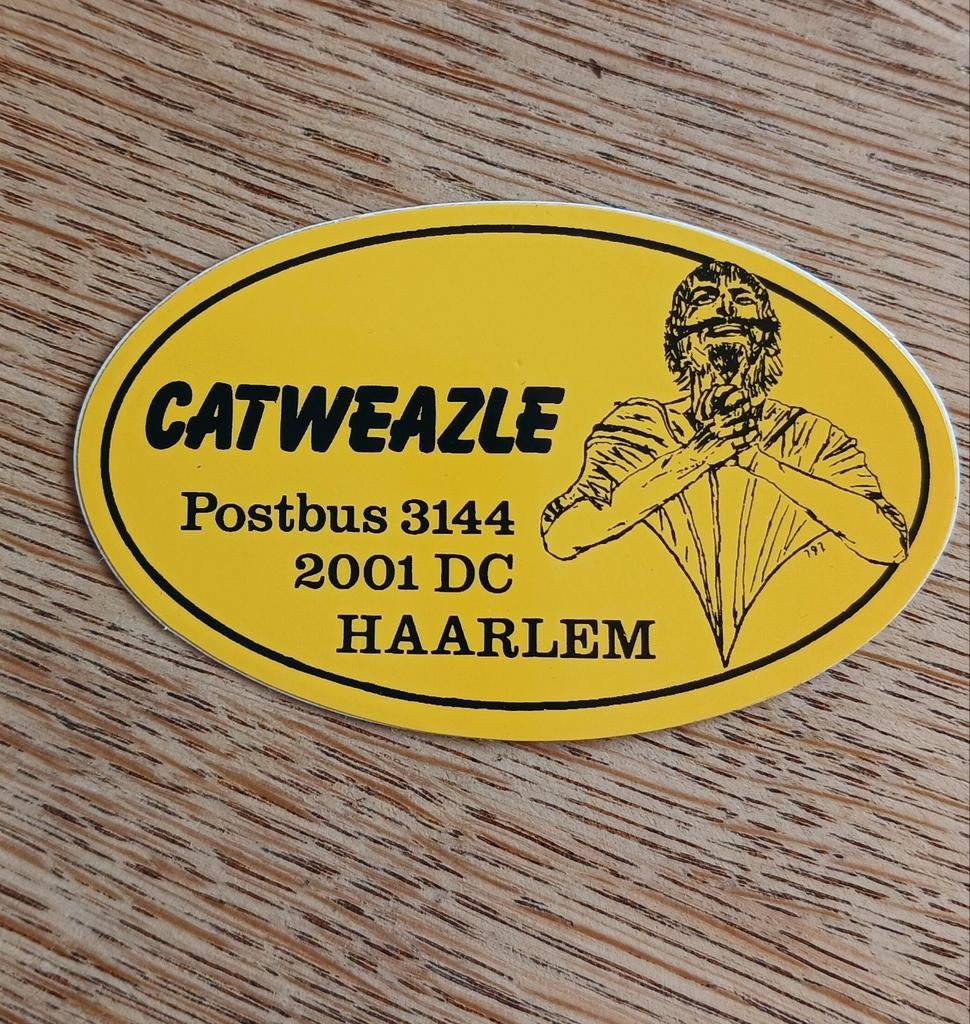 CATWEAZLE
Postbus 3144
2001 DC
HAARLEM